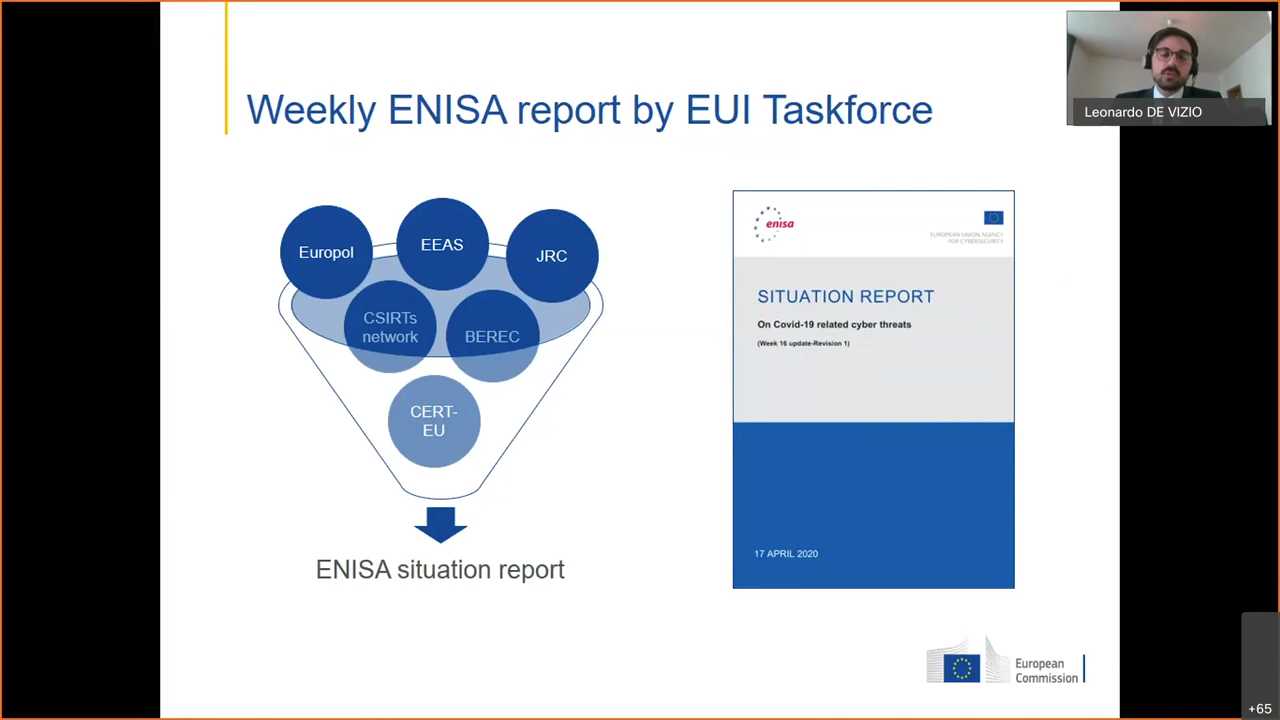 Weekly ENISA report by EUI Taskforce
Leonardo DE VIZIO
Europol
EEAS
JRC
CSIRTs
network
BEREC
CERT-
EU
ENISA situation report
enisa
EUROPEAN UNION AGENCY
FOR CYBERSECURITY
SITUATION REPORT
On Covid-19 related cyber threats
(Week 16 update-Revision 1)
17 APRIL 2020
European
Commission
+65